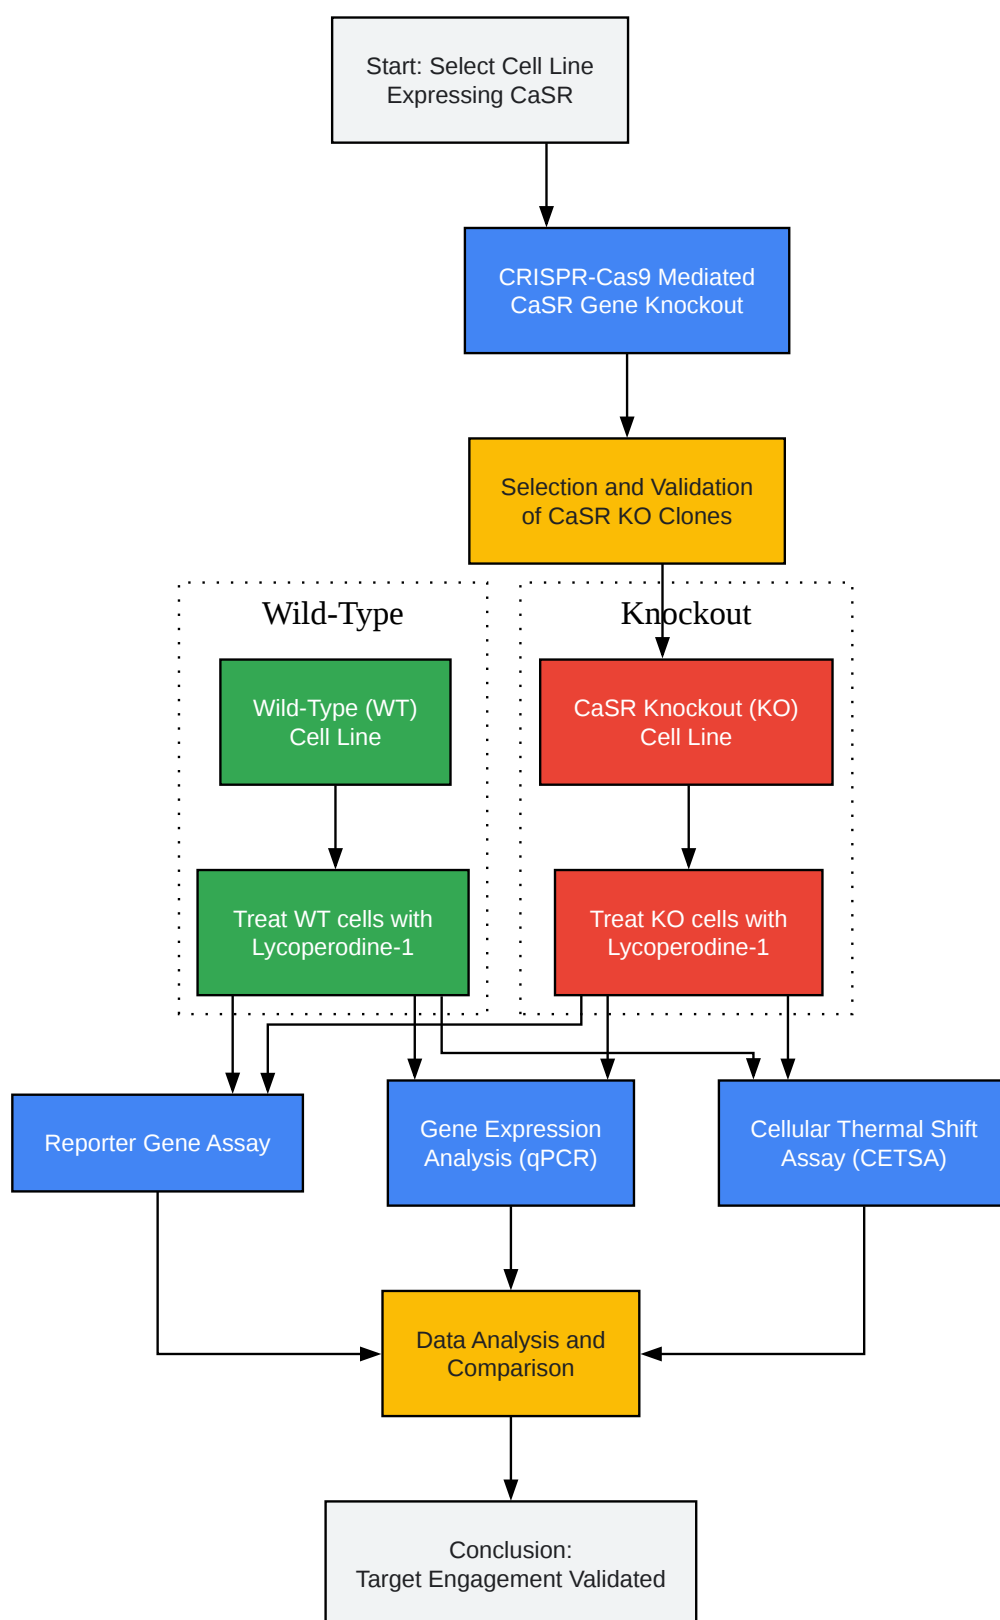 Start: Select Cell Line
Expressing CaSR
CRISPR-Cas9 Mediated
CaSR Gene Knockout
Selection and Validation
of CaSR KO Clones
Wild-Type
Knockout
Wild-Type (WT)
Cell Line
CaSR Knockout (KO)
Cell Line
Treat WT cells with
Lycoperodine-1
Treat KO cells with
Lycoperodine-1
Reporter Gene Assay
Gene Expression
Analysis (qPCR)
Cellular Thermal Shift
Assay (CETSA)
Data Analysis and
Comparison
Conclusion:
Target Engagement Validated